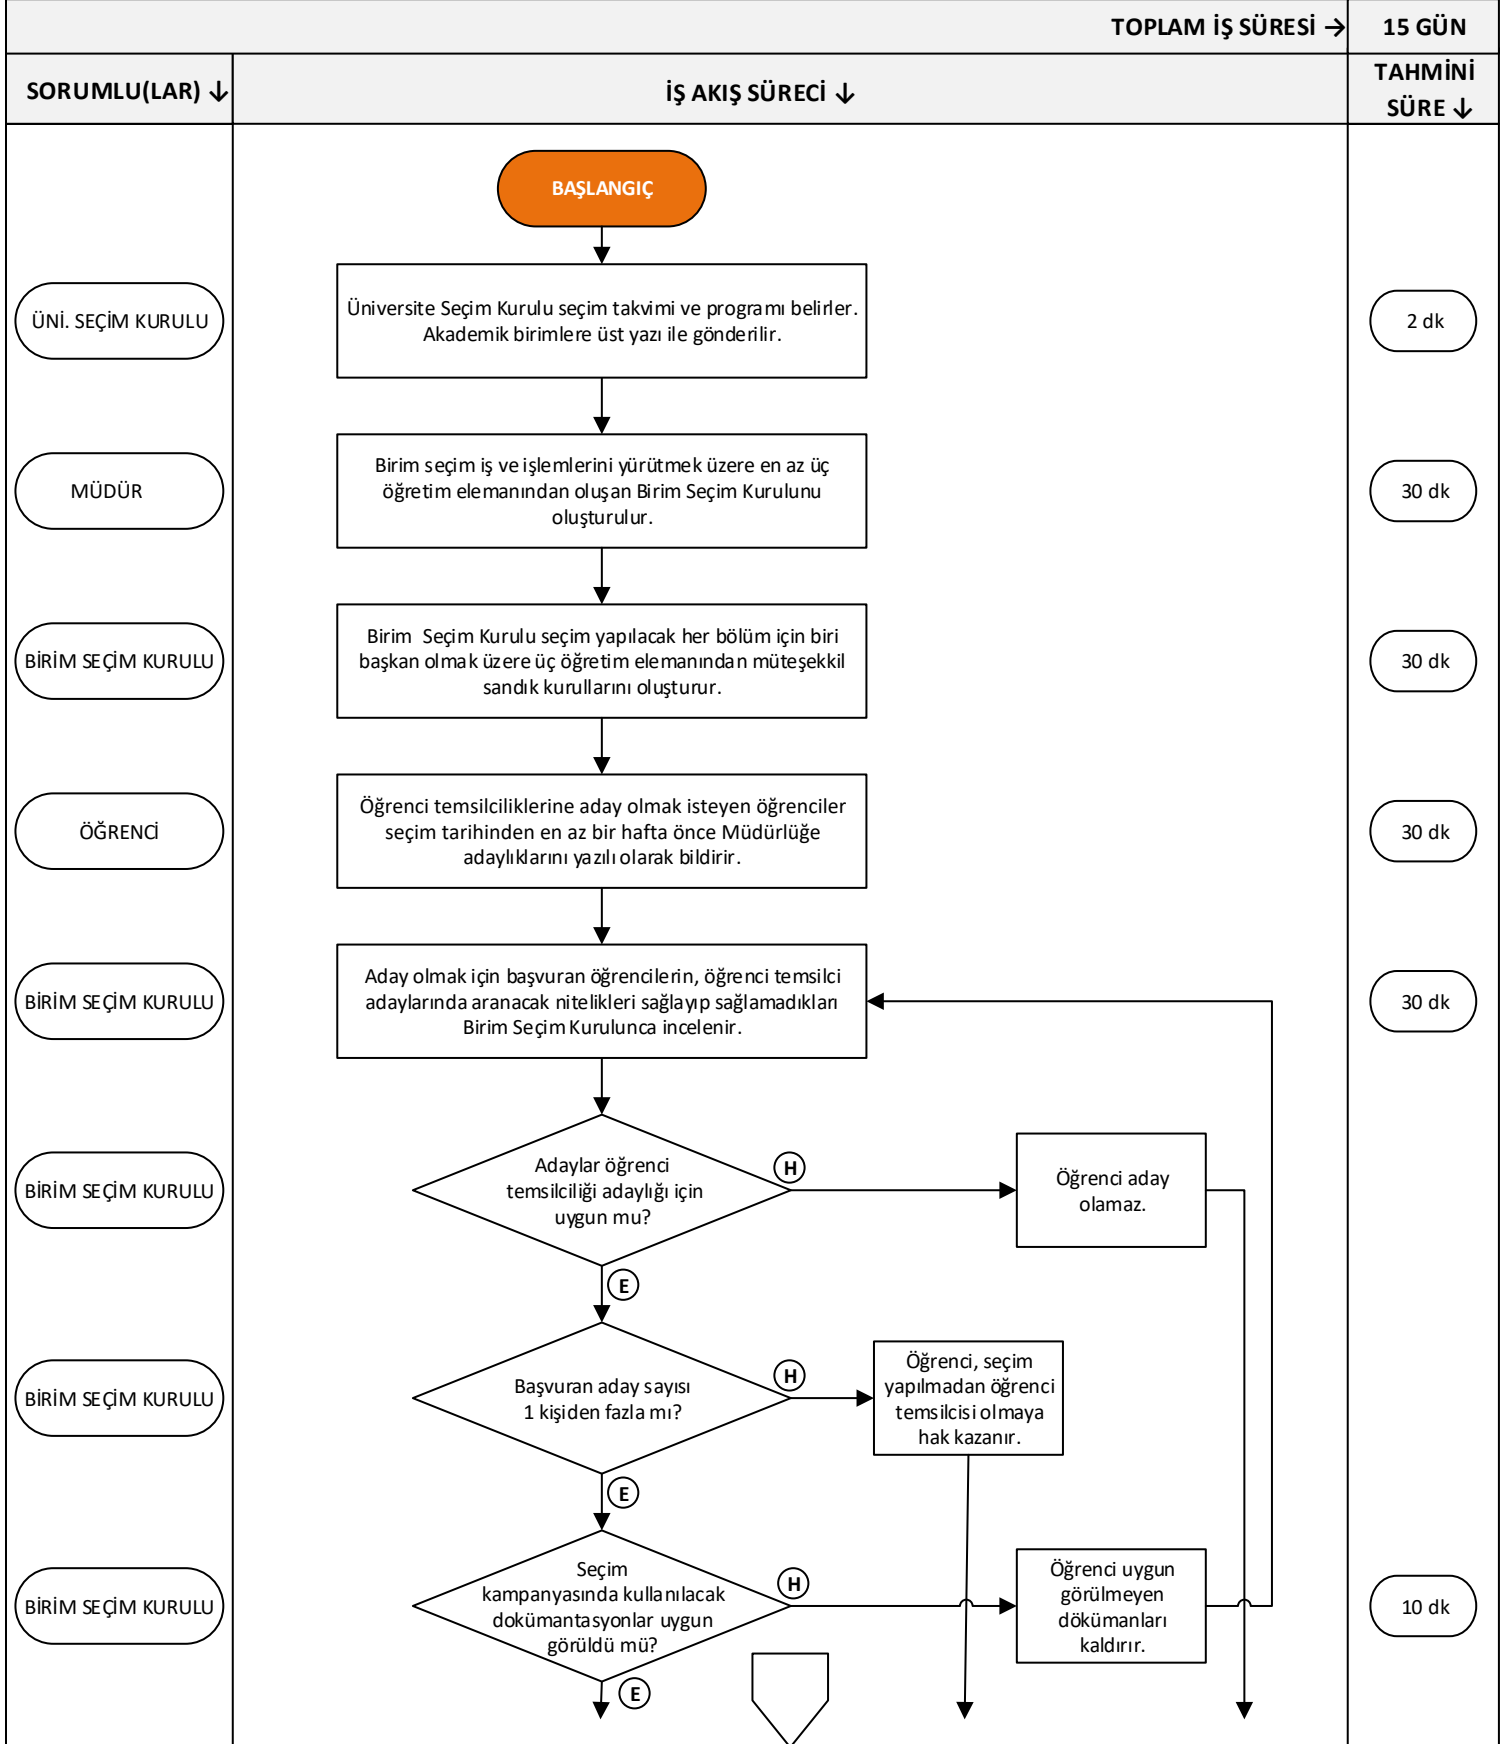 TOPLAM İŞ SÜRESİ →
15 GÜN
SORUMLU(LAR) ↓
İŞ AKIŞ SÜRECİ ↓
TAHMİNİ
SÜRE ↓
BAŞLANGIÇ
ÜNİ. SEÇİM KURULU
Üniversite Seçim Kurulu seçim takvimi ve programı belirler.
Akademik birimlere üst yazı ile gönderilir.
2 dk
MÜDÜR
Birim seçim iş ve işlemlerini yürütmek üzere en az üç
öğretim elemanından oluşan Birim Seçim Kurulunu
oluşturulur.
30 dk
BİRİM SEÇİM KURULU
Birim Seçim Kurulu seçim yapılacak her bölüm için biri
başkan olmak üzere üç öğretim elemanından müteşekkil
sandık kurullarını oluşturur.
30 dk
ÖĞRENCİ
Öğrenci temsilciliklerine aday olmak isteyen öğrenciler
seçim tarihinden en az bir hafta önce Müdürlüğe
adaylıklarını yazılı olarak bildirir.
30 dk
BİRİM SEÇİM KURULU
Aday olmak için başvuran öğrencilerin, öğrenci temsilci
adaylarında aranacak nitelikleri sağlayıp sağlamadıkları
Birim Seçim Kurulunca incelenir.
30 dk
BİRİM SEÇİM KURULU
Adaylar öğrenci
temsilciliği adaylığı için
uygun mu?
H
Öğrenci aday
olamaz.
E
BİRİM SEÇİM KURULU
Başvuran aday sayısı
1 kişiden fazla mı?
H
Öğrenci, seçim
yapılmadan öğrenci
temsilcisi olmaya
hak kazanır.
E
BİRİM SEÇİM KURULU
Seçim
kampanyasında kullanılacak
dokümantasyonlar uygun
görüldü mü?
H
Öğrenci uygun
görülmeyen
dökümanları
kaldırır.
10 dk
E